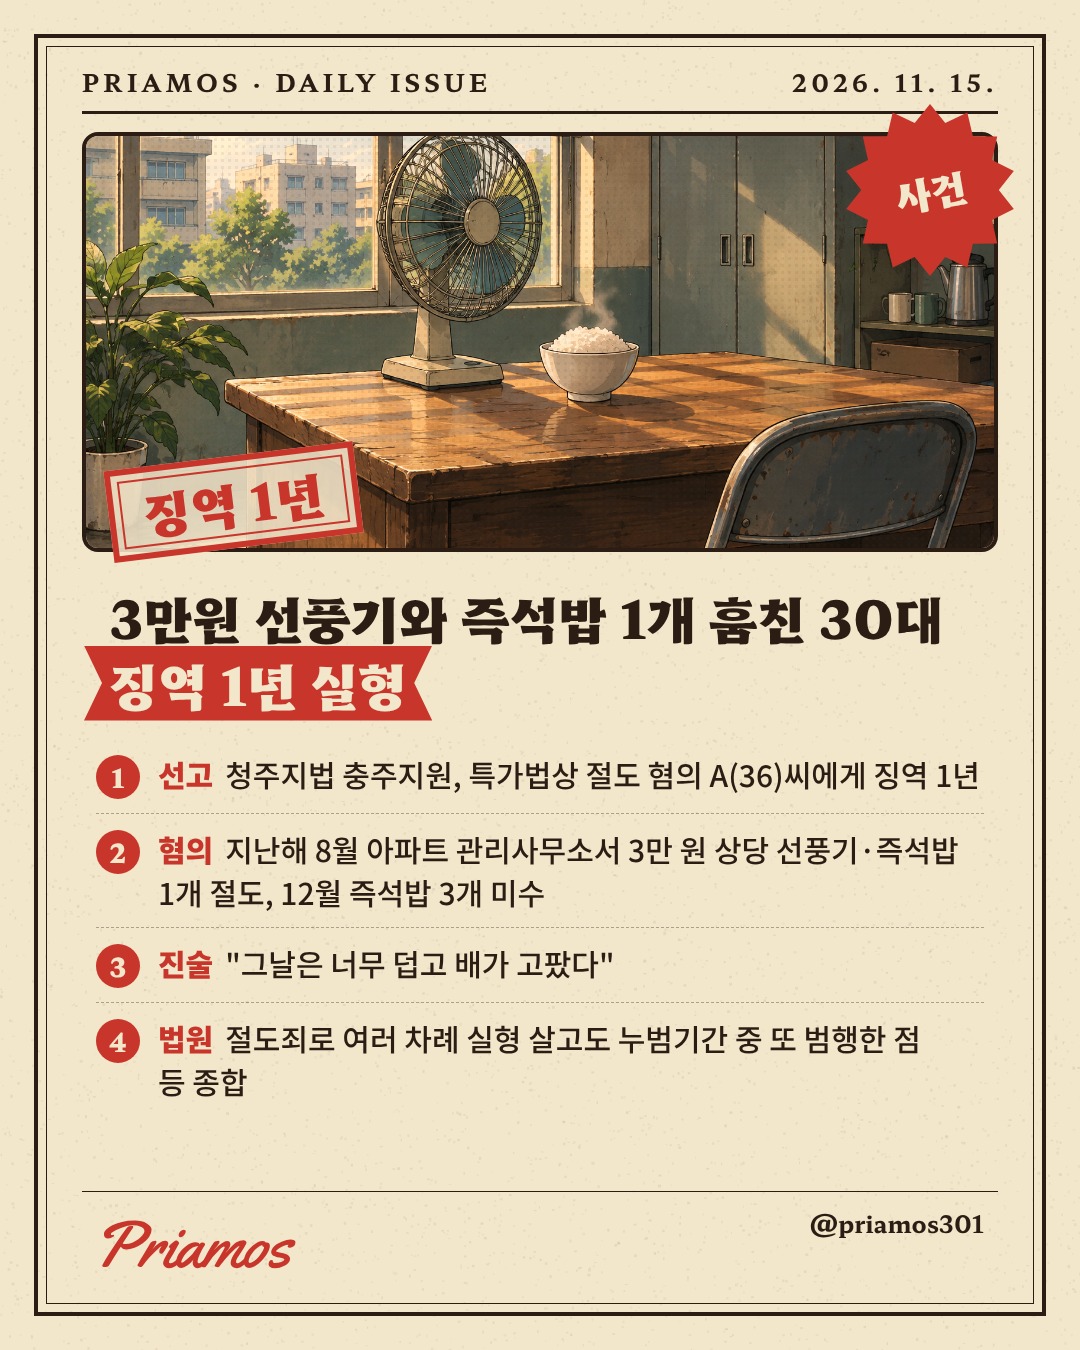 PRIAMOS · DAILY ISSUE
2026. 11. 15.
사건
징역 1년
3만원 선풍기와 즉석밥 1개 훔친 30대
징역 1년 실형
1 선고 청주지법 충주지원, 특가법상 절도 혐의 A(36)씨에게 징역 1년
2 혐의 지난해 8월 아파트 관리사무소서 3만 원 상당 선풍기·즉석밥
1개 절도, 12월 즉석밥 3개 미수
3 진술 "그날은 너무 덥고 배가 고팠다"
4 법원 절도죄로 여러 차례 실형 살고도 누범기간 중 또 범행한 점
등 종합
Priamos
@priamos301